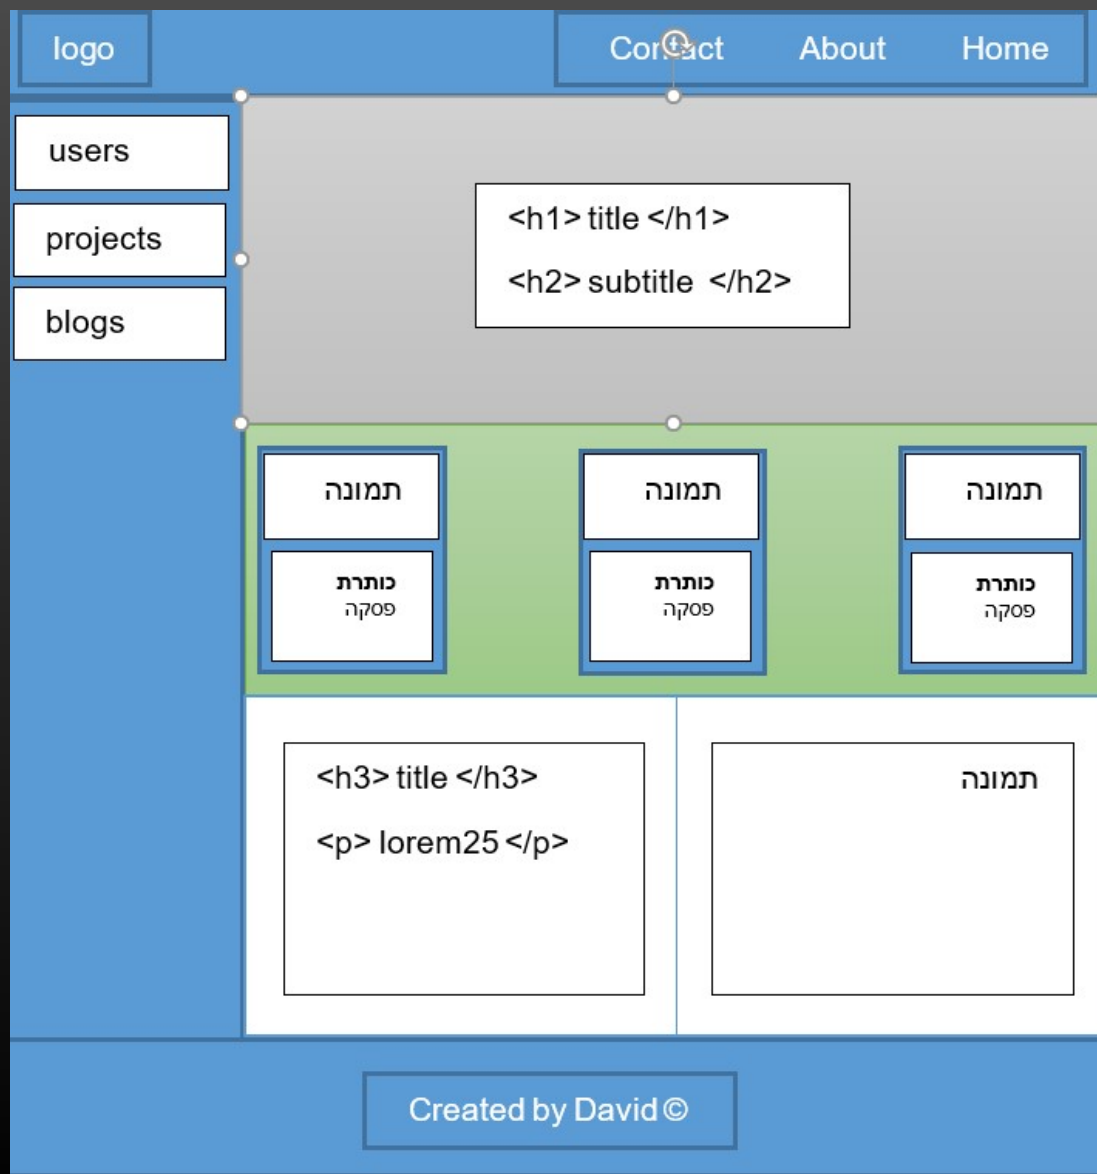 logo
Contact About Home
users
projects
blogs
<h1> title </h1>
<h2> subtitle </h2>
תמונה
כותרת
פסקה
תמונה
כותרת
פסקה
תמונה
כותרת
פסקה
<h3> title </h3>
<p> lorem25 </p>
תמונה
Created by David ©